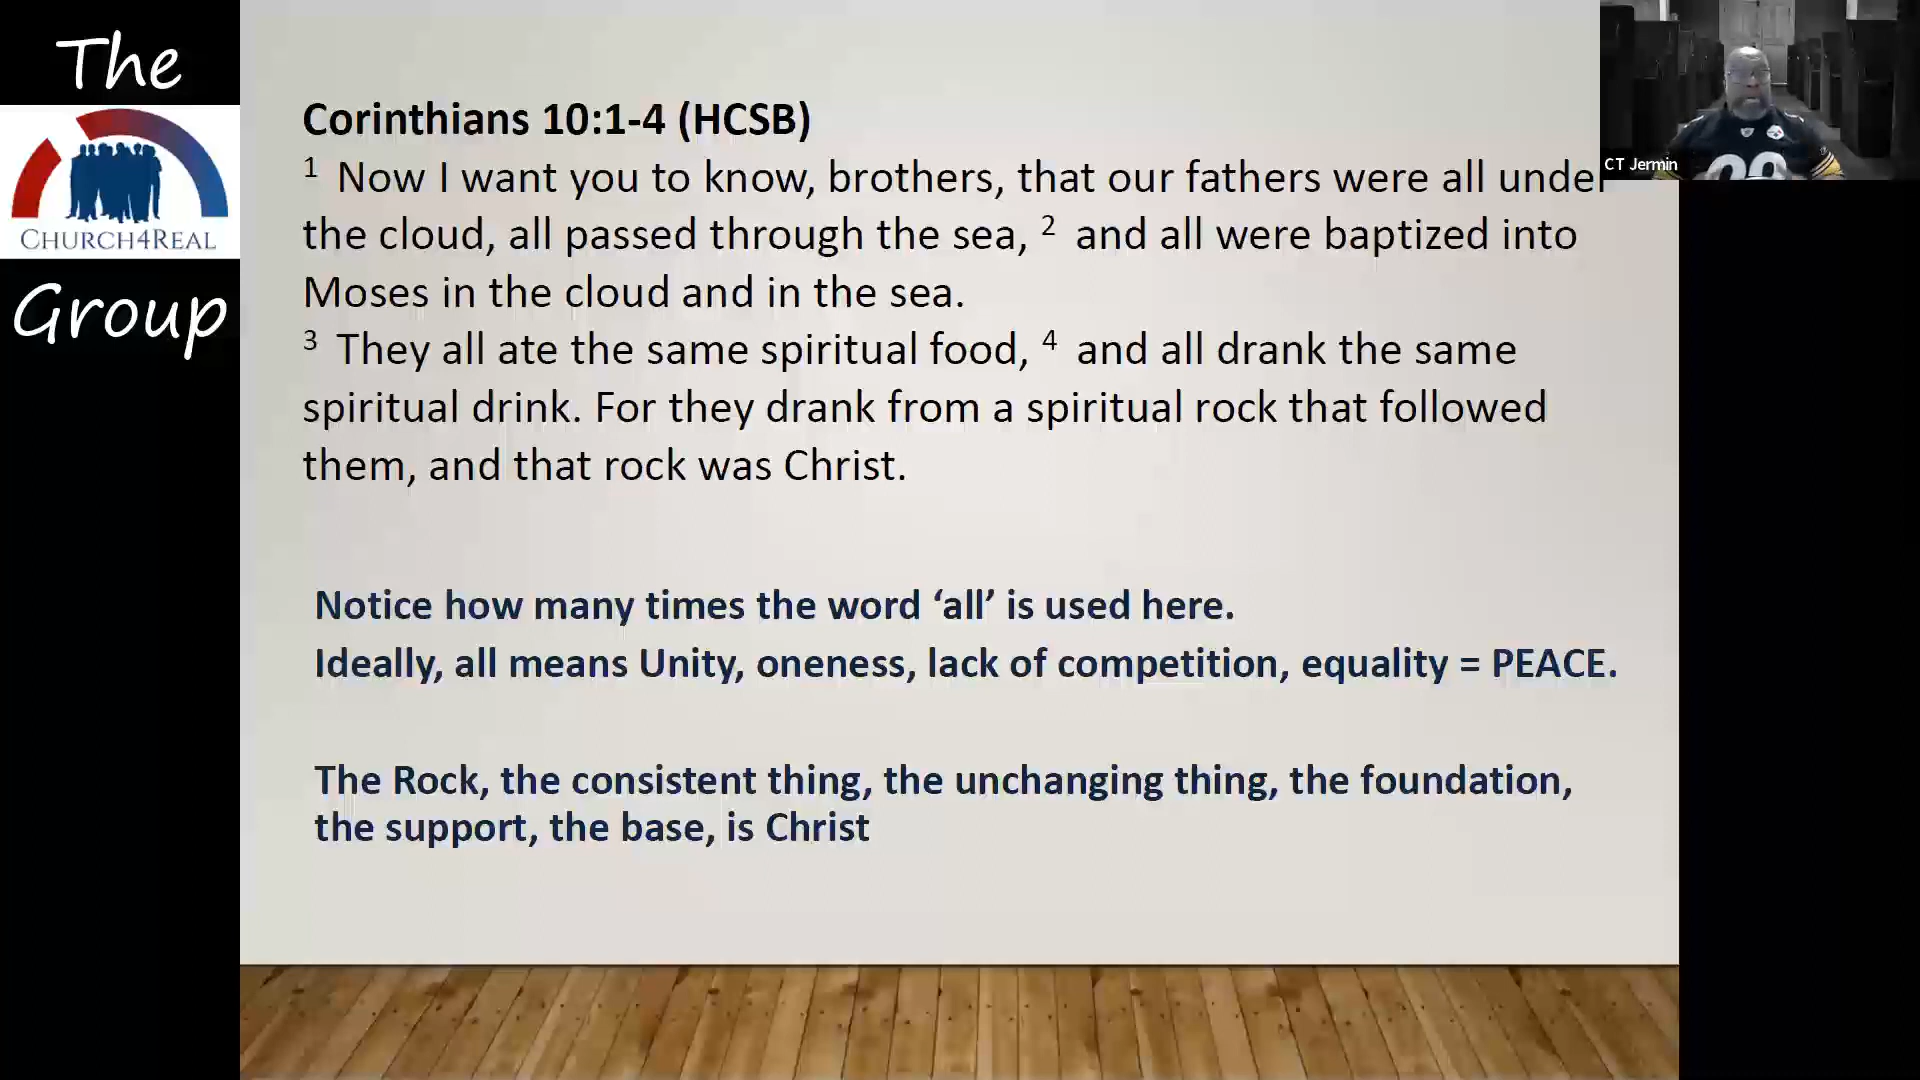 The
CHURCH4REAL
Group
Corinthians 10:1-4 (HCSB)
1 Now I want you to know, brothers, that our fathers were all under
the cloud, all passed through the sea, 2 and all were baptized into
Moses in the cloud and in the sea.
3 They all ate the same spiritual food, 4 and all drank the same
spiritual drink. For they drank from a spiritual rock that followed
them, and that rock was Christ.
Notice how many times the word ‘all’ is used here.
Ideally, all means Unity, oneness, lack of competition, equality = PEACE.
The Rock, the consistent thing, the unchanging thing, the foundation,
the support, the base, is Christ
CT Jermin